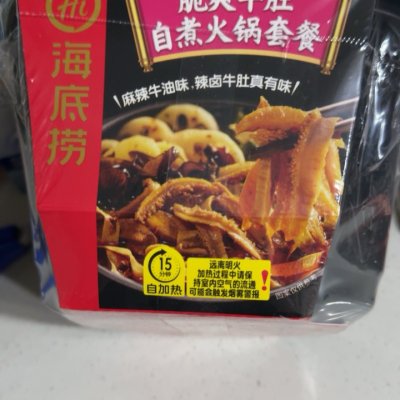 脆爽牛肚
自煮火锅套餐
海底捞
麻辣牛油味，辣卤牛肚真有味
15
分钟
自加热
远离明火
加热过程中请保
持室内空气的流通
可能会触发烟雾警报
!